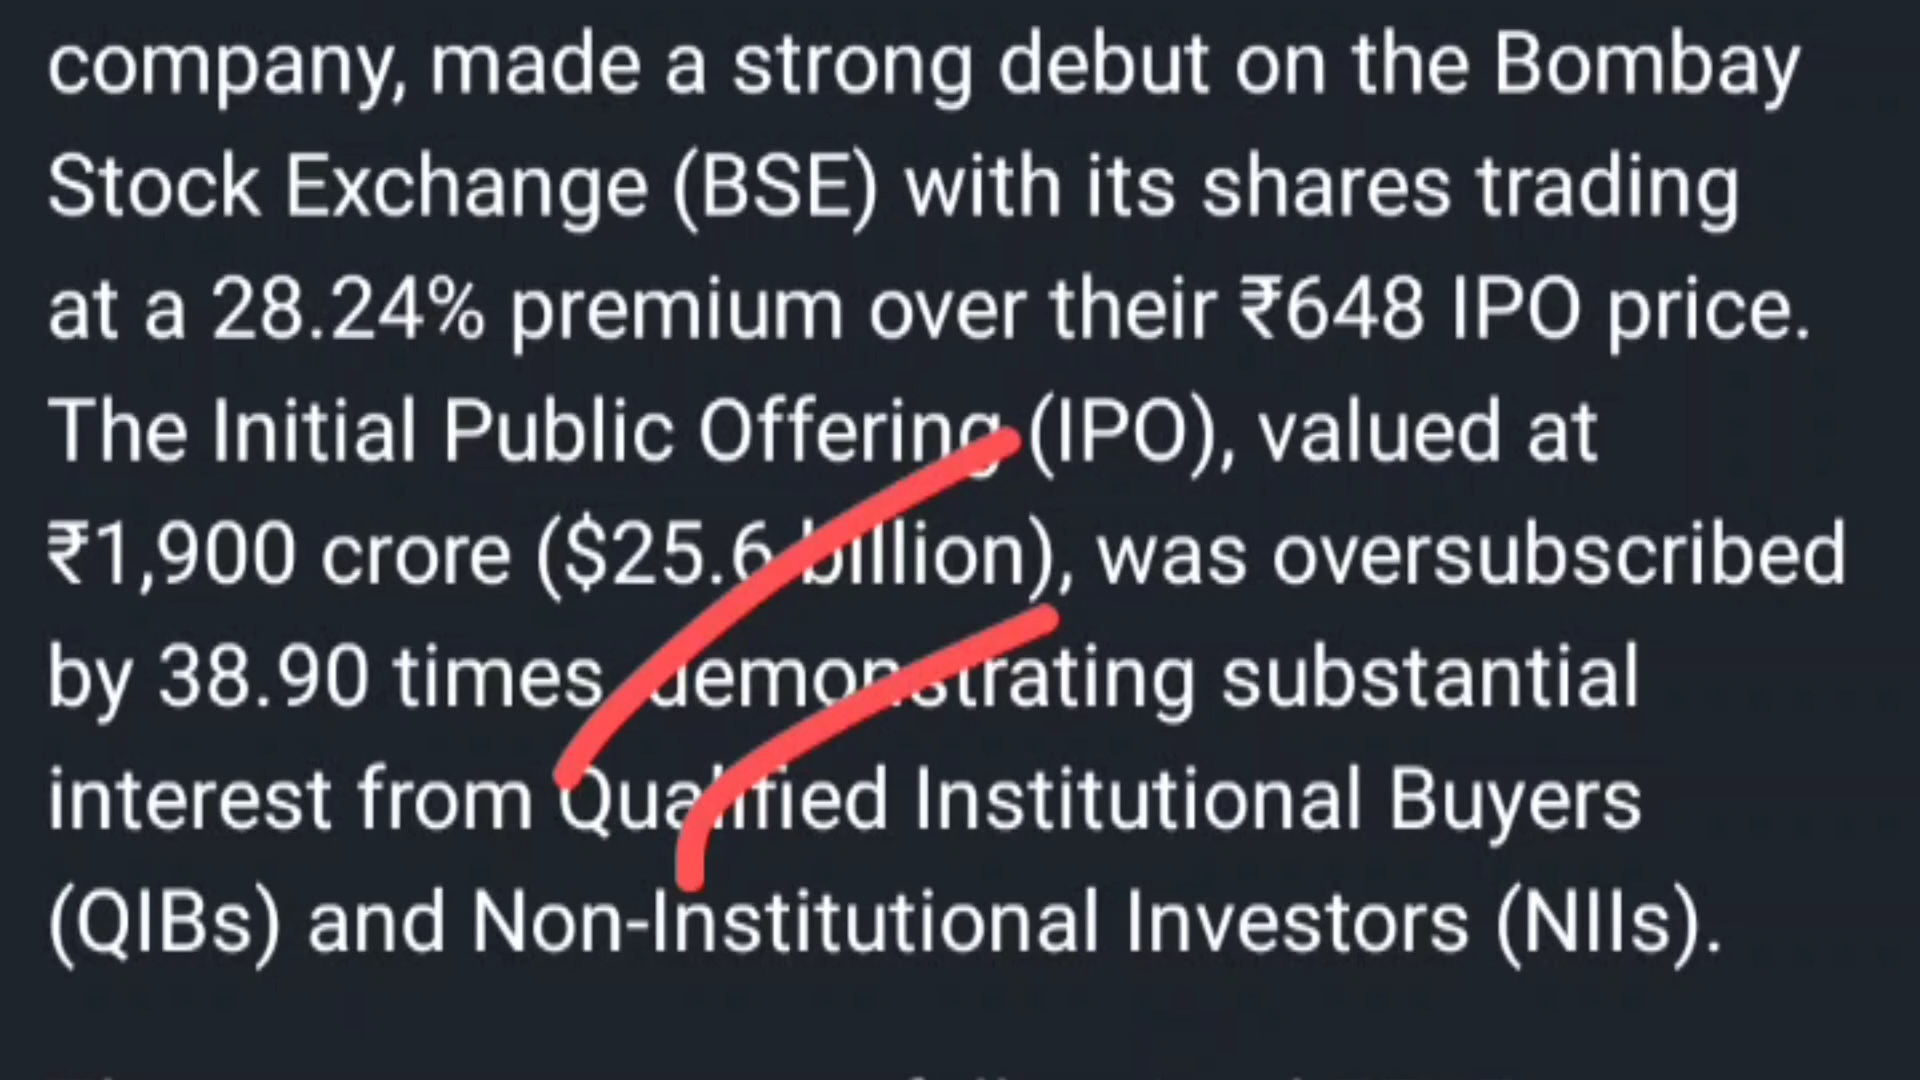 company, made a strong debut on the Bombay
Stock Exchange (BSE) with its shares trading
at a 28.24% premium over their ₹648 IPO price.
The Initial Public Offering (IPO), valued at
₹1,900 crore ($25.6 billion), was oversubscribed
by 38.90 times, demonstrating substantial
interest from Qualified Institutional Buyers
(QIBs) and Non-Institutional Investors (NIIs).